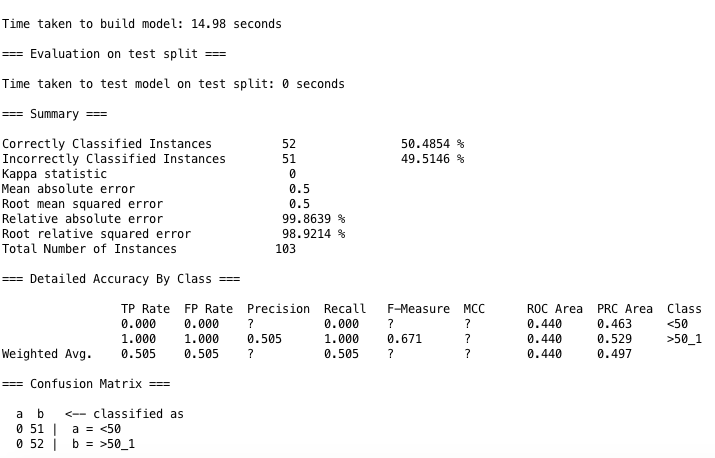 Time taken to build model: 14.98 seconds
=== Evaluation on test split ===
Time taken to test model on test split: 0 seconds
=== Summary ===
Correctly Classified Instances 52 50.4854 %
Incorrectly Classified Instances 51 49.5146 %
Kappa statistic 0
Mean absolute error 0.5
Root mean squared error 0.5
Relative absolute error 99.8639 %
Root relative squared error 98.9214 %
Total Number of Instances 103
=== Detailed Accuracy By Class ===
TP Rate FP Rate Precision Recall F-Measure MCC ROC Area PRC Area Class
0.000 0.000 ? 0.000 ? ? 0.440 0.463 <50
1.000 1.000 0.505 1.000 0.671 ? 0.440 0.529 >50_1
Weighted Avg. 0.505 0.505 ? 0.505 ? ? 0.440 0.497
=== Confusion Matrix ===
a b <-- classified as
0 51 | a = <50
0 52 | b = >50_1